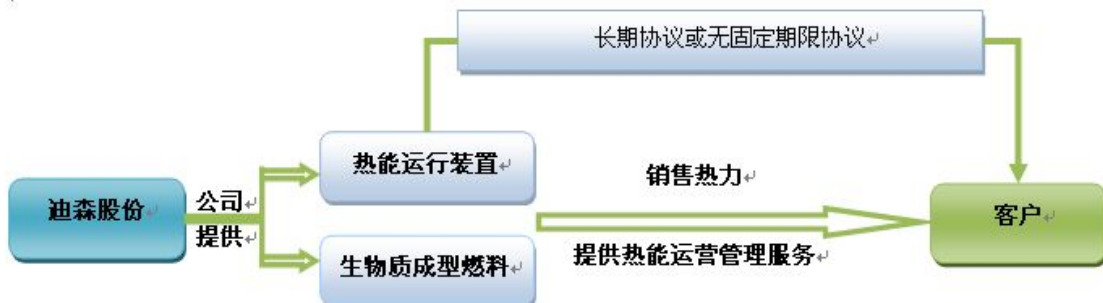 长期协议或无固定期限协议
热能运行装置
销售热力
迪森股份
公司
提供
客户
提供热能运营管理服务
生物质成型燃料